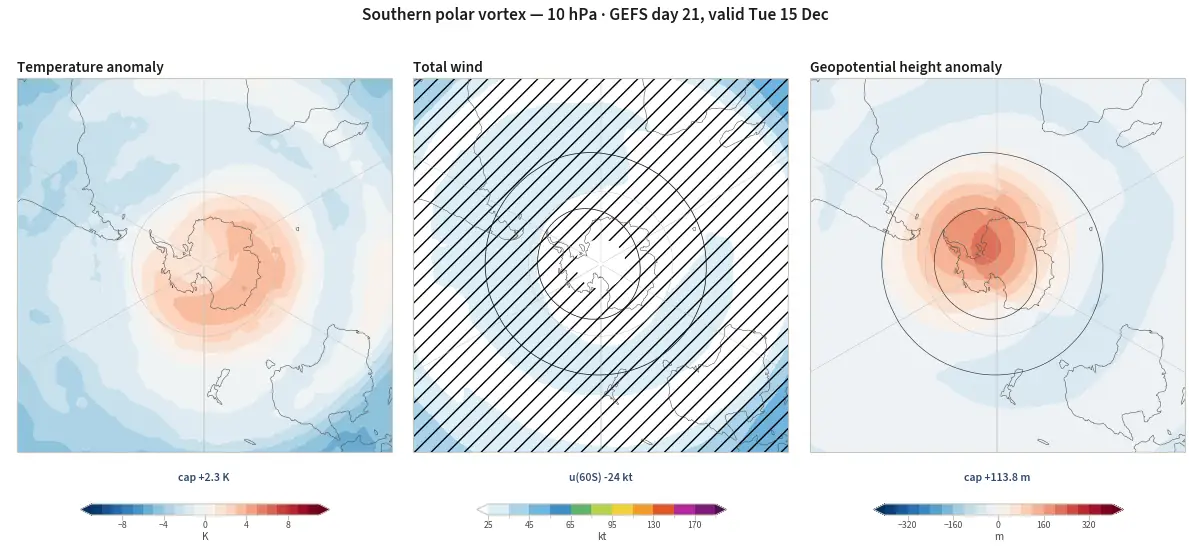 Southern polar vortex — 10 hPa · GEFS day 21, valid Tue 15 Dec
Temperature anomaly
Total wind
Geopotential height anomaly
cap +2.3 K
u(60S) -24 kt
cap +113.8 m
−8 −4 0 4 8
K
25 45 65 95 130 170
kt
−320 −160 0 160 320
m